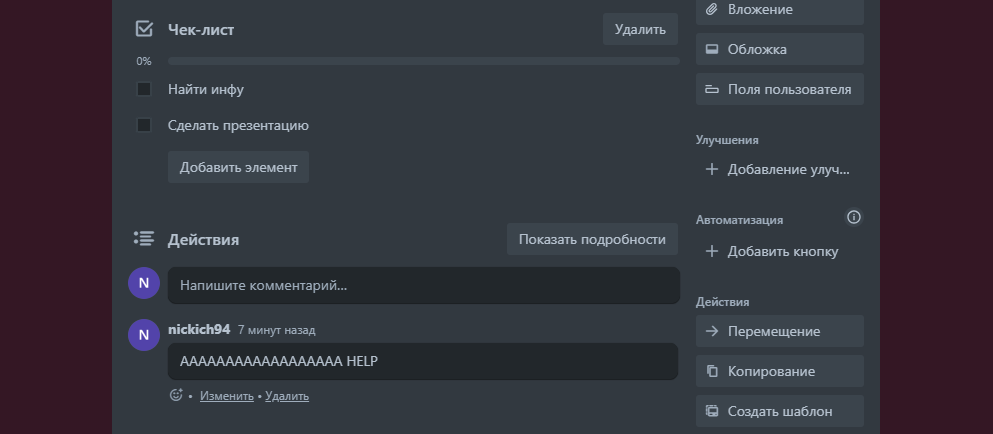 Чек-лист
Удалить
0%
Найти инфу
Сделать презентацию
Добавить элемент
Действия
Показать подробности
N
Напишите комментарий...
N
nickich94 7 минут назад
AAAAAAAAAAAAAAAAAA HELP
• Изменить • Удалить
Вложение
Обложка
Поля пользователя
Улучшения
Добавление улуч...
Автоматизация
Добавить кнопку
Действия
Перемещение
Копирование
Создать шаблон